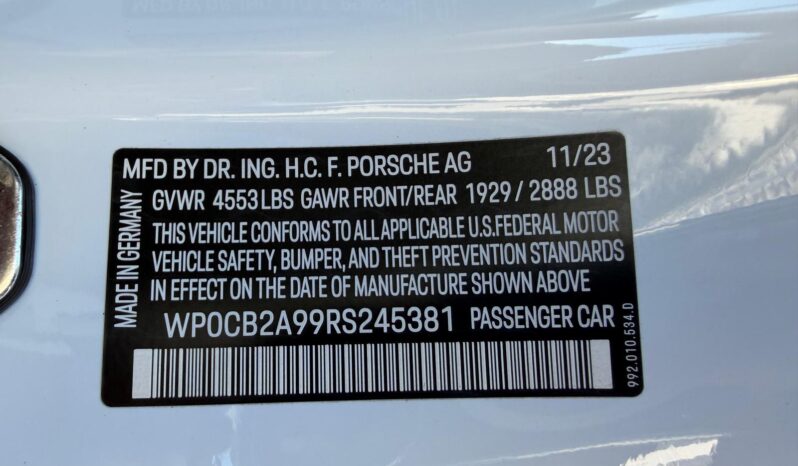 MFD BY DR. ING. H.C. F. PORSCHE AG 11/23
GVWR 4553 LBS GAWR FRONT/REAR 1929 / 2888 LBS
THIS VEHICLE CONFORMS TO ALL APPLICABLE U.S.FEDERAL MOTOR
VEHICLE SAFETY, BUMPER, AND THEFT PREVENTION STANDARDS
IN EFFECT ON THE DATE OF MANUFACTURE SHOWN ABOVE
WP0CB2A99RS245381 PASSENGER CAR
MADE IN GERMANY
992.010.534.D